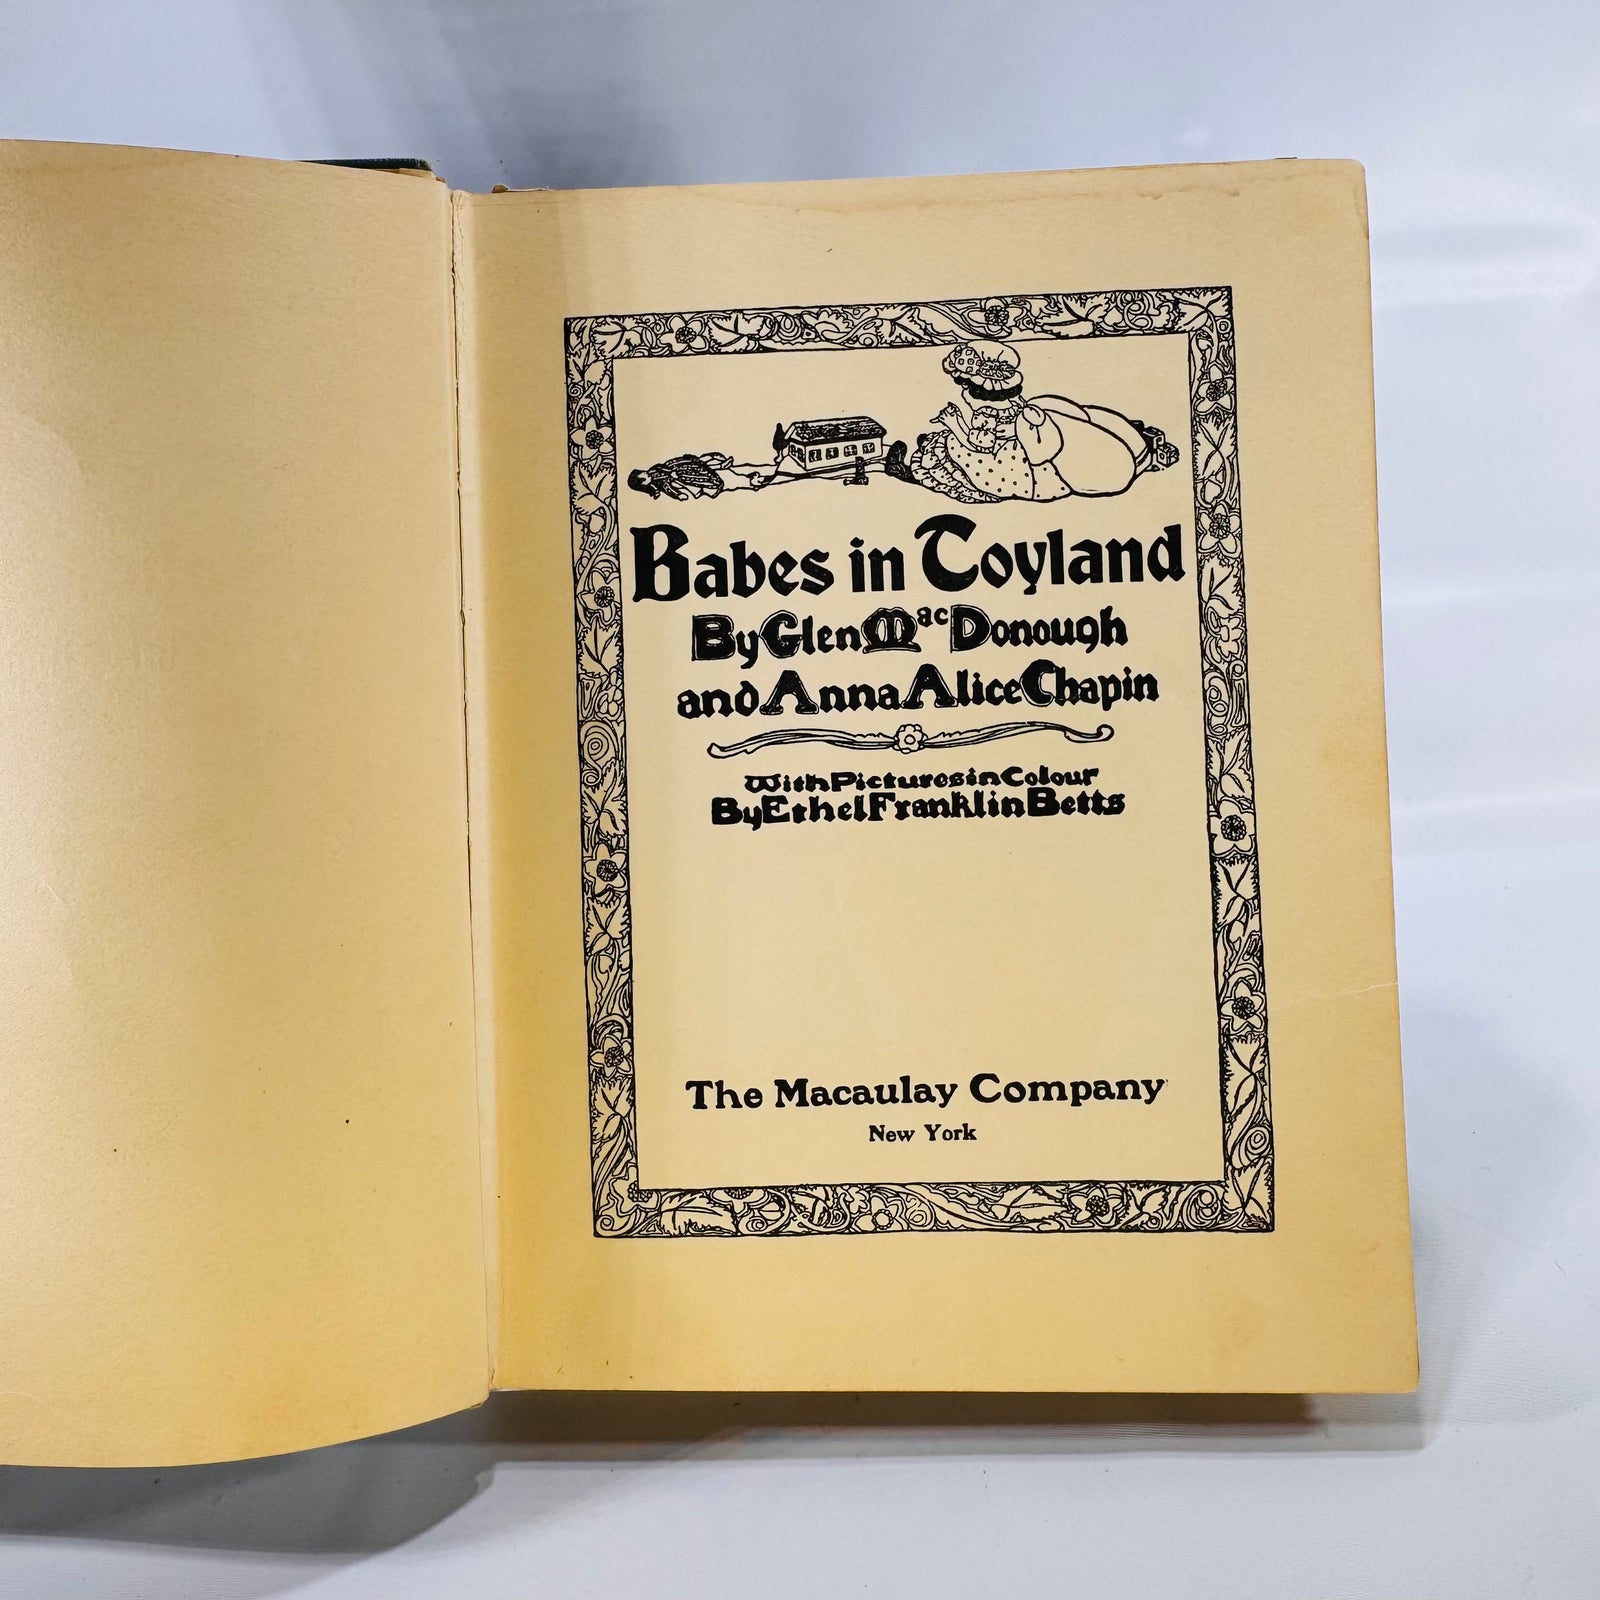 Babes in Toyland
By Glen MacDonough
and Anna Alice Chapin
With Pictures in Colour
By Ethel Franklin Betts
The Macaulay Company
New York